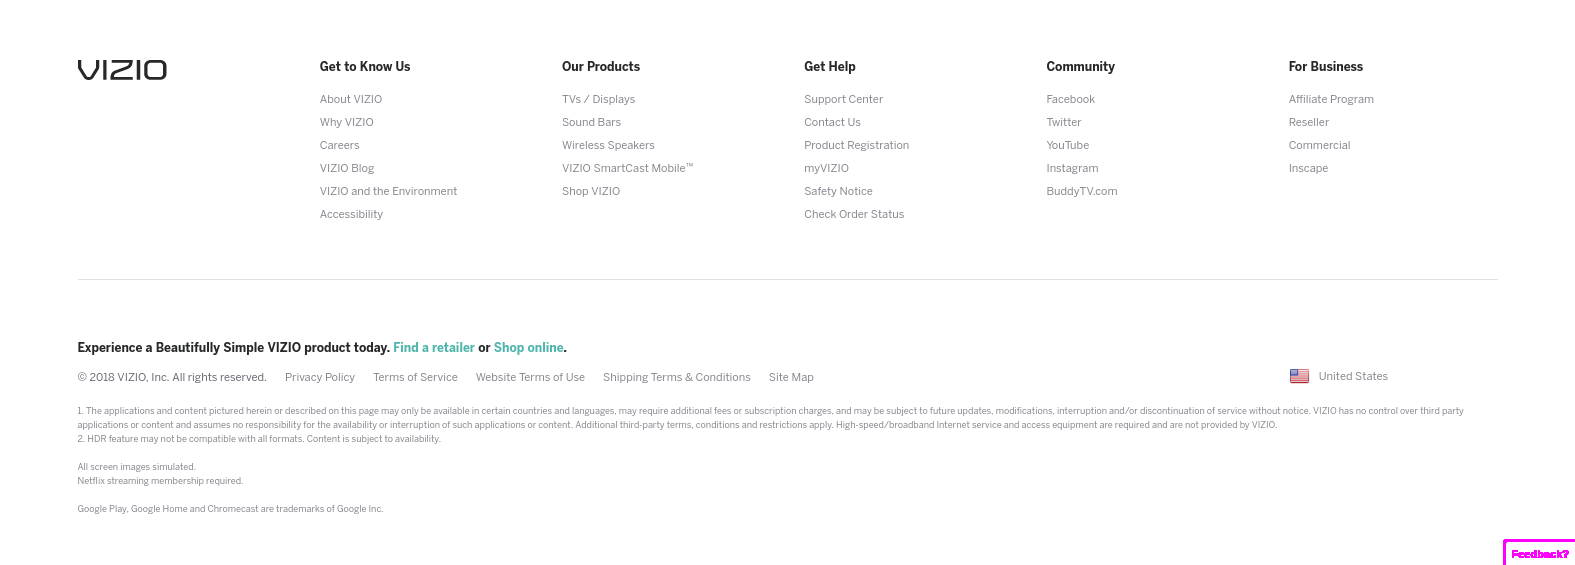 VIZIO
Get to Know Us
About VIZIO
Why VIZIO
Careers
VIZIO Blog
VIZIO and the Environment
Accessibility
Our Products
TVs / Displays
Sound Bars
Wireless Speakers
VIZIO SmartCast Mobile™
Shop VIZIO
Get Help
Support Center
Contact Us
Product Registration
myVIZIO
Safety Notice
Check Order Status
Community
Facebook
Twitter
YouTube
Instagram
BuddyTV.com
For Business
Affiliate Program
Reseller
Commercial
Inscape
Experience a Beautifully Simple VIZIO product today. Find a retailer or Shop online.
© 2018 VIZIO, Inc. All rights reserved. Privacy Policy Terms of Service Website Terms of Use Shipping Terms & Conditions Site Map United States
1. The applications and content pictured herein or described on this page may only be available in certain countries and languages, may require additional fees or subscription charges, and may be subject to future updates, modifications, interruption and/or discontinuation of service without notice. VIZIO has no control over third party
applications or content and assumes no responsibility for the availability or interruption of such applications or content. Additional third-party terms, conditions and restrictions apply. High-speed/broadband Internet service and access equipment are required and are not provided by VIZIO.
2. HDR feature may not be compatible with all formats. Content is subject to availability.
All screen images simulated.
Netflix streaming membership required.
Google Play, Google Home and Chromecast are trademarks of Google Inc.
Feedback?